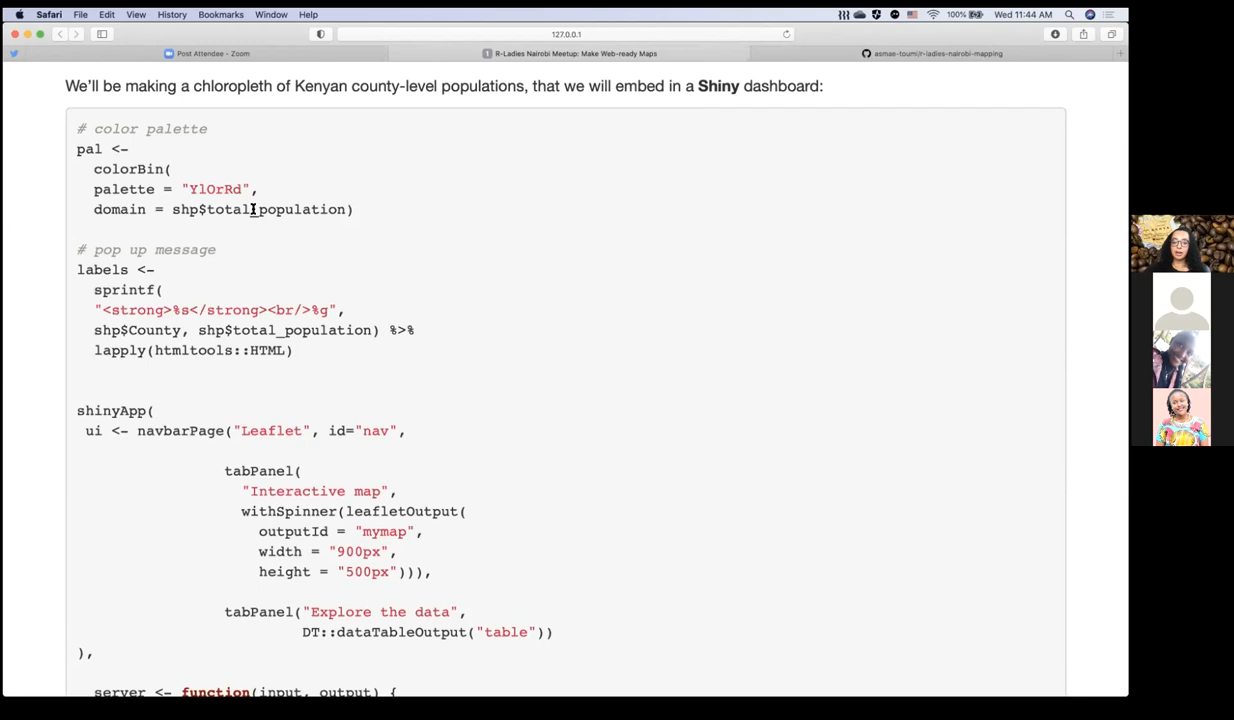 Safari File Edit View History Bookmarks Window Help 100% Wed 11:44 AM
127.0.0.1
Post Attendee - Zoom 1 R-Ladies Nairobi Meetup: Make Web-ready Maps asmae-toumi/r-ladies-nairobi-mapping
We'll be making a chloropleth of Kenyan county-level populations, that we will embed in a Shiny dashboard:
# color palette
pal <-
colorBin(
palette = "YlOrRd",
domain = shp$total_population)
# pop up message
labels <-
sprintf(
"<strong>%s</strong><br/>%g",
shp$County, shp$total_population) %>%
lapply(htmltools::HTML)
shinyApp(
ui <- navbarPage("Leaflet", id="nav",
tabPanel(
"Interactive map",
withSpinner(leafletOutput(
outputId = "mymap",
width = "900px",
height = "500px"))),
tabPanel("Explore the data",
DT::dataTableOutput("table"))
),
server <- function(input, output) {